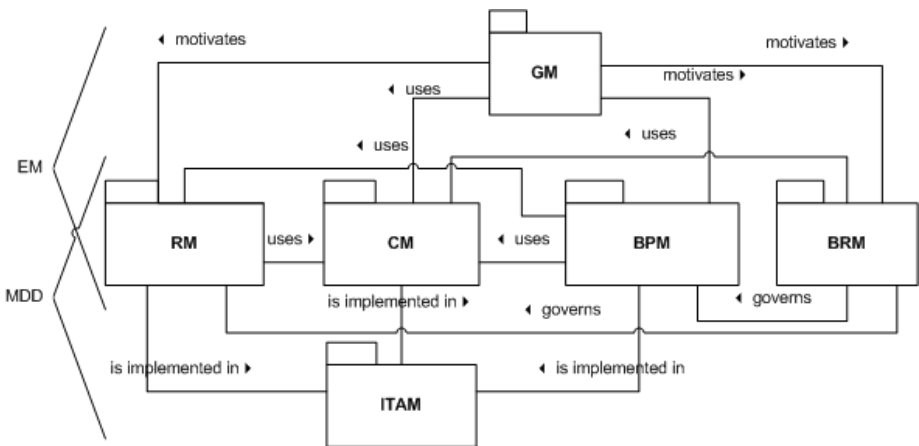 ◄ motivates
motivates ►
GM
motivates ►
◄ uses
◄ uses
◄ uses
EM
RM
uses ►
CM
◄ uses
BPM
BRM
MDD
is implemented in ►
◄ governs
◄ governs
is implemented in ►
◄ is implemented in
ITAM